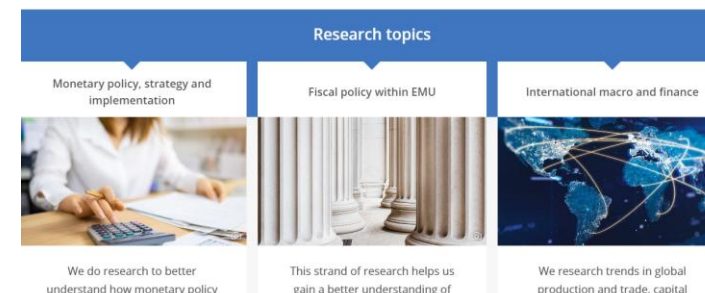 Research topics
Monetary policy, strategy and
implementation
Fiscal policy within EMU
International macro and finance
We do research to better
understand how monetary policy
This strand of research helps us
gain a better understanding of
We research trends in global
production and trade, capital